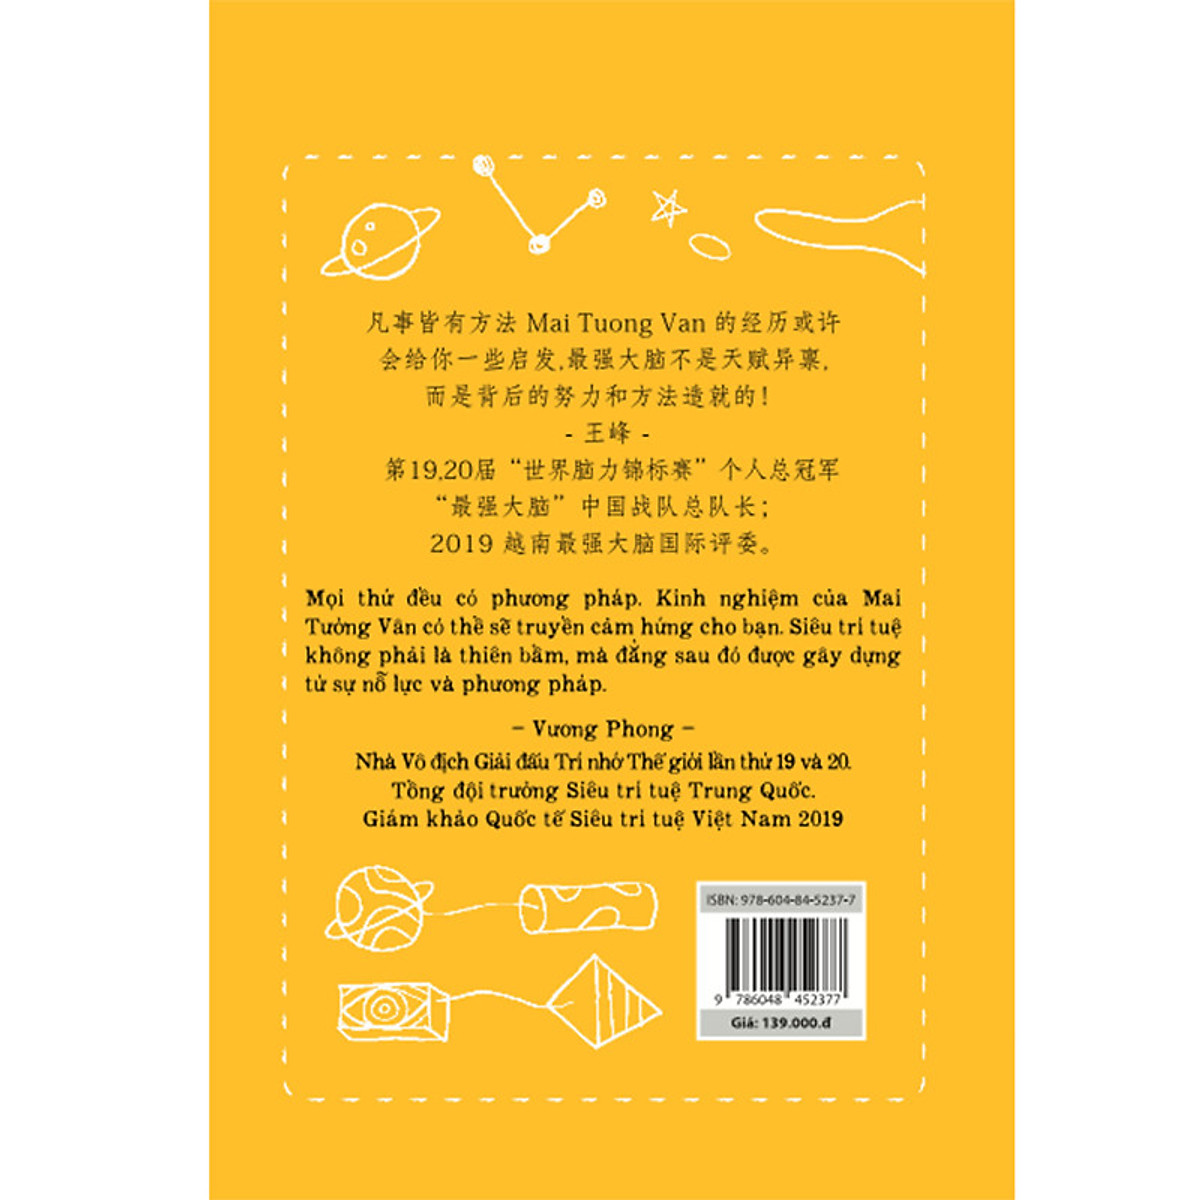 凡事皆有方法 Mai Tuong Van 的经历或许
会给你一些启发,最强大脑不是天赋异禀,
而是背后的努力和方法造就的!
- 王峰 -
第19,20届“世界脑力锦标赛”个人总冠军
“最强大脑”中国战队总队长;
2019 越南最强大脑国际评委。
Mọi thứ đều có phương pháp. Kinh nghiệm của Mai
Tường Vân có thể sẽ truyền cảm hứng cho bạn. Siêu trí tuệ
không phải là thiên bẩm, mà đằng sau đó được gây dựng
từ sự nỗ lực và phương pháp.
– Vương Phong –
Nhà Vô địch Giải đấu Trí nhớ Thế giới lần thứ 19 và 20.
Tổng đội trưởng Siêu trí tuệ Trung Quốc.
Giám khảo Quốc tế Siêu trí tuệ Việt Nam 2019
ISBN: 978-604-84-5237-7
9 786048 452377
Giá: 139.000.đ